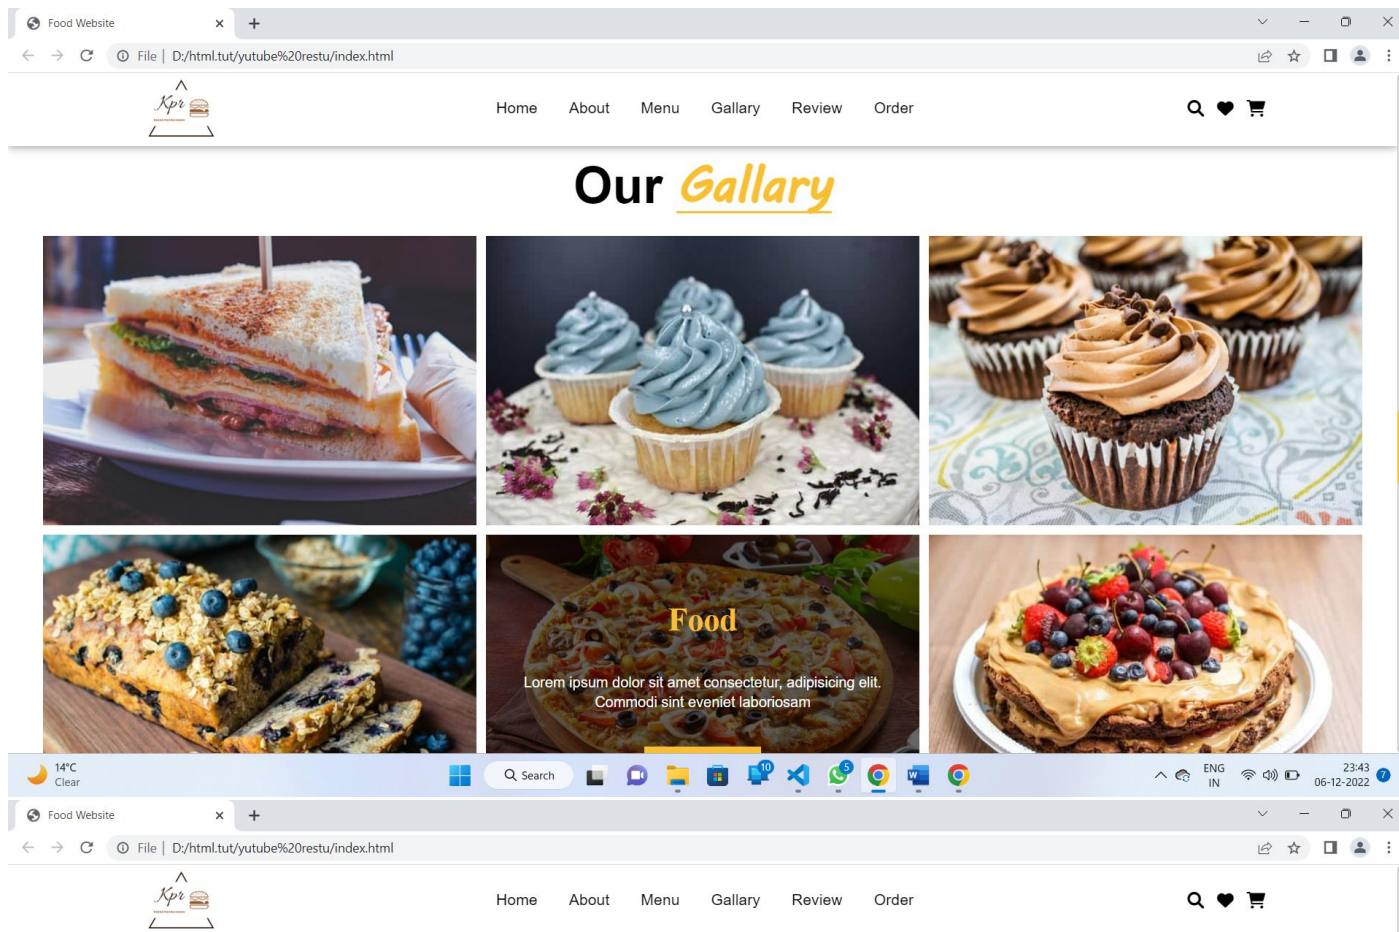 Food Website
File | D:/html.tut/yutube%20restu/index.html
Kpr
Home About Menu Gallary Review Order
Our Gallary
Food
Lorem ipsum dolor sit amet consectetur, adipisicing elit.
Commodi sint eveniet laboriosam
14°C
Clear
Search
10
5
ENG
IN
23:43
06-12-2022
7
Food Website
File | D:/html.tut/yutube%20restu/index.html
Kpr
Home About Menu Gallary Review Order